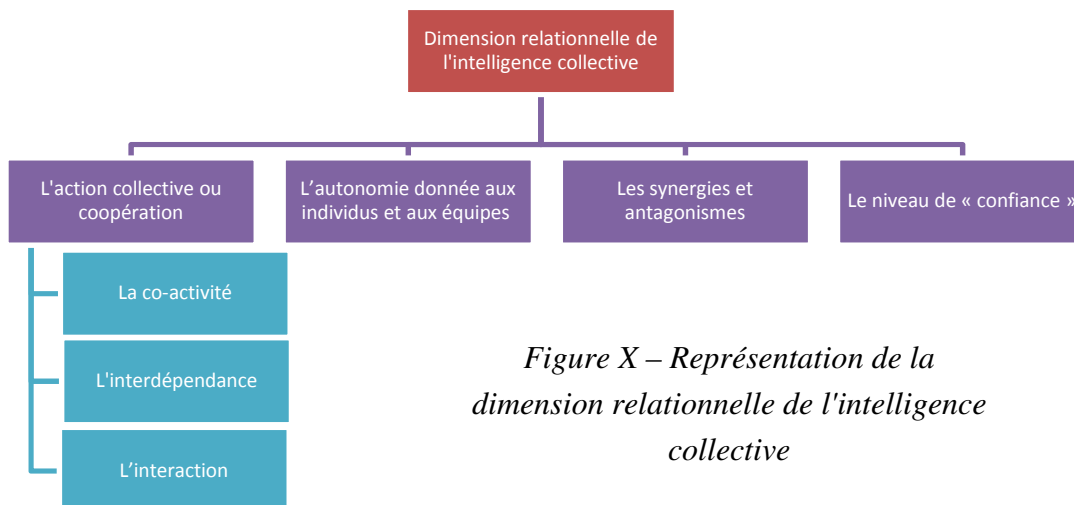 Dimension relationnelle de
l'intelligence collective
L'action collective ou
coopération
L’autonomie donnée aux
individus et aux équipes
Les synergies et
antagonismes
Le niveau de « confiance »
La co-activité
L'interdépendance
L’interaction
Figure X – Représentation de la
dimension relationnelle de l'intelligence
collective